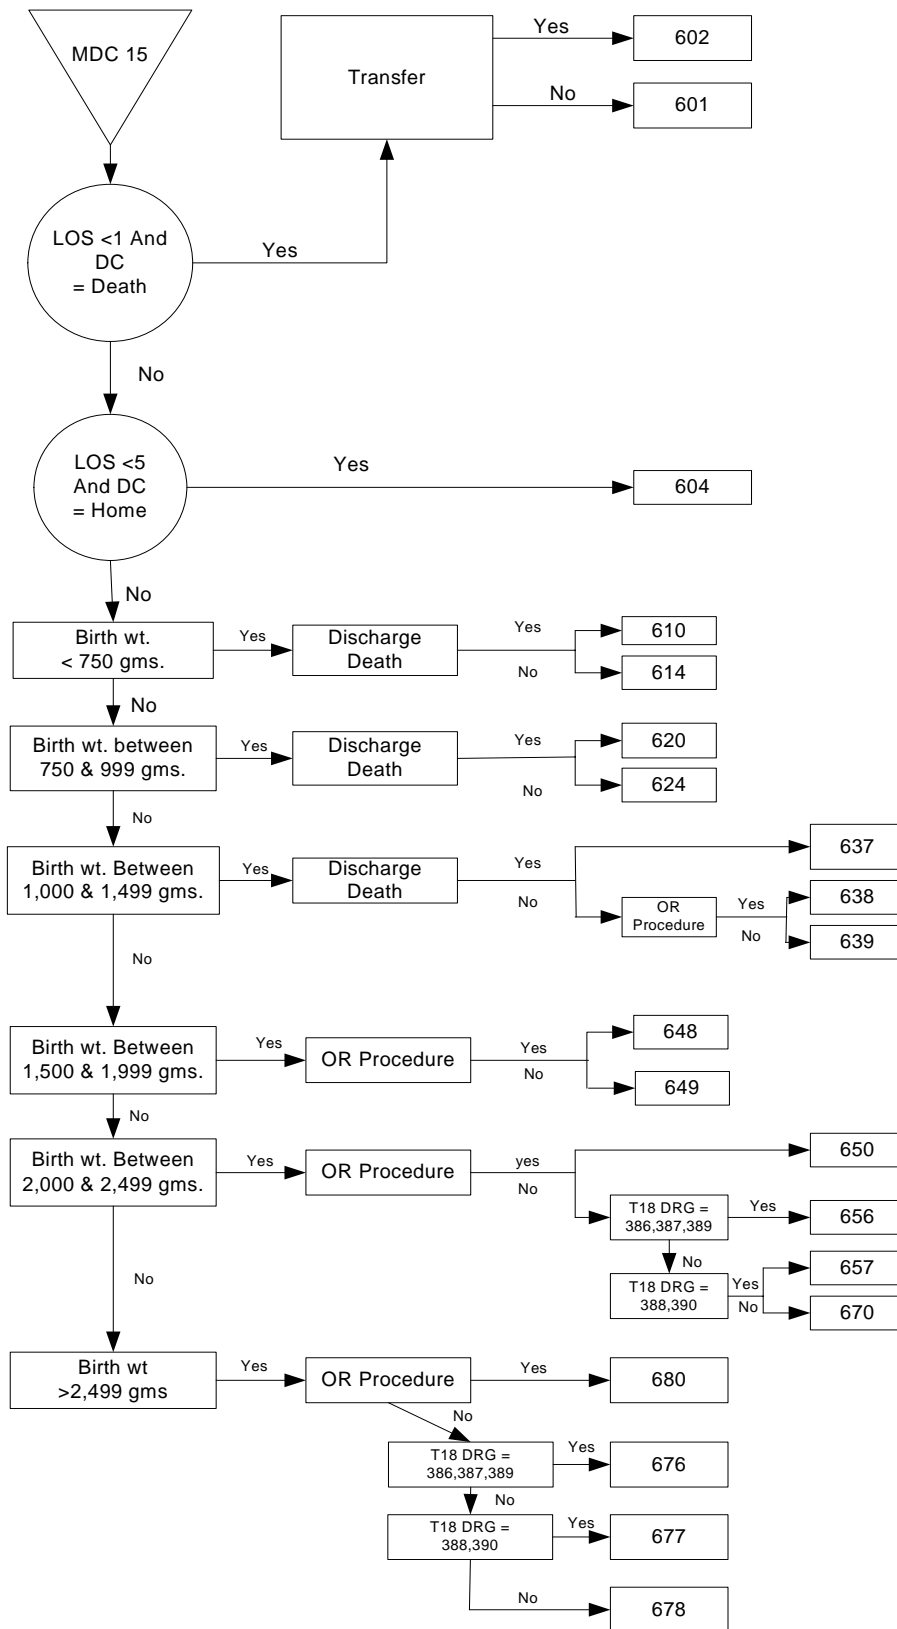 MDC 15
Transfer
Yes
602
No
601
LOS <1 And
DC
= Death
Yes
No
LOS <5
And DC
= Home
Yes
604
No
Birth wt.
< 750 gms.
Yes
Discharge
Death
Yes
610
No
614
No
Birth wt. between
750 & 999 gms.
Yes
Discharge
Death
Yes
620
No
624
No
Birth wt. Between
1,000 & 1,499 gms.
Yes
Discharge
Death
Yes
637
No
OR
Procedure
Yes
638
No
639
No
Birth wt. Between
1,500 & 1,999 gms.
Yes
OR Procedure
Yes
648
No
649
No
Birth wt. Between
2,000 & 2,499 gms.
Yes
OR Procedure
yes
650
No
T18 DRG =
386,387,389
Yes
656
No
T18 DRG =
388,390
Yes
657
No
670
No
Birth wt
>2,499 gms
Yes
OR Procedure
Yes
680
No
T18 DRG =
386,387,389
Yes
676
No
T18 DRG =
388,390
Yes
677
No
678